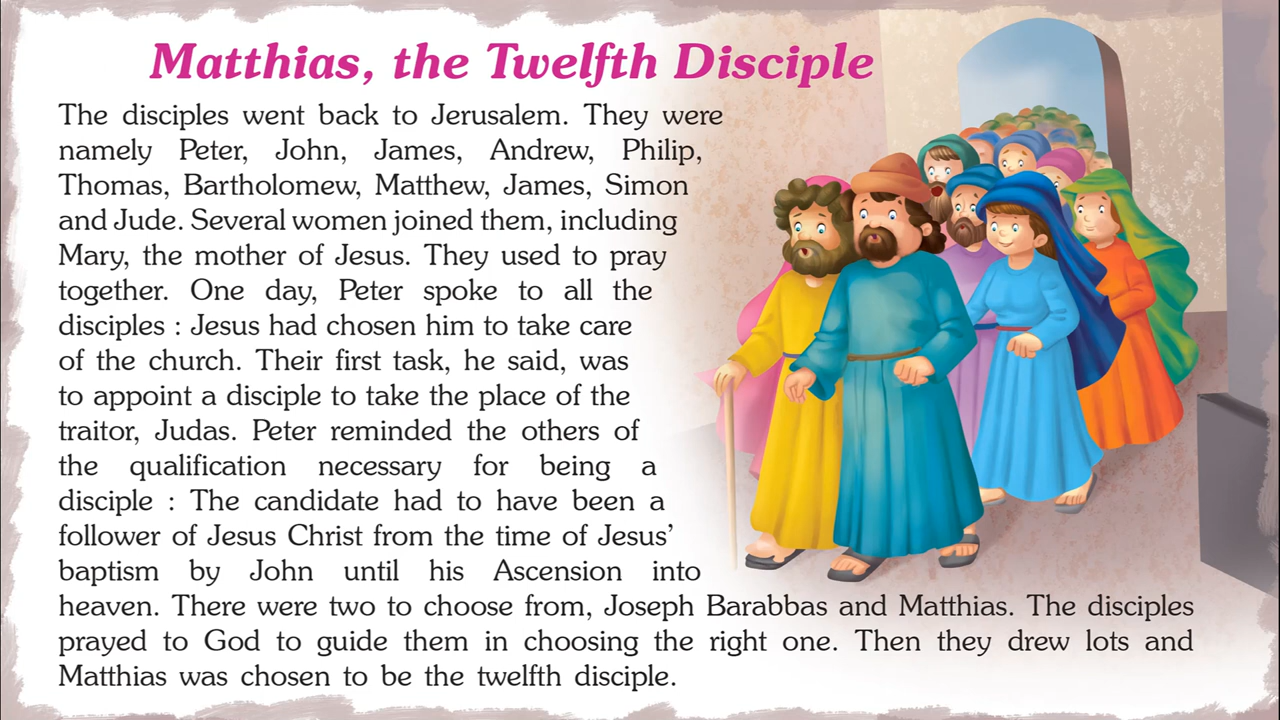 Matthias, the Twelfth Disciple
The disciples went back to Jerusalem. They were
namely Peter, John, James, Andrew, Philip,
Thomas, Bartholomew, Matthew, James, Simon
and Jude. Several women joined them, including
Mary, the mother of Jesus. They used to pray
together. One day, Peter spoke to all the
disciples : Jesus had chosen him to take care
of the church. Their first task, he said, was
to appoint a disciple to take the place of the
traitor, Judas. Peter reminded the others of
the qualification necessary for being a
disciple : The candidate had to have been a
follower of Jesus Christ from the time of Jesus’
baptism by John until his Ascension into
heaven. There were two to choose from, Joseph Barabbas and Matthias. The disciples
prayed to God to guide them in choosing the right one. Then they drew lots and
Matthias was chosen to be the twelfth disciple.